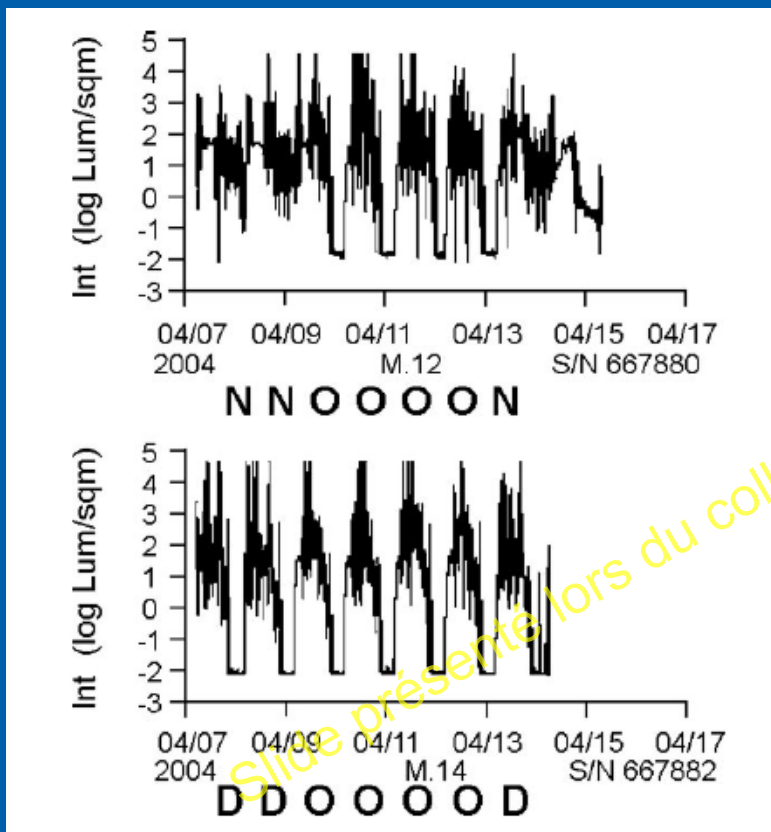 Int (log Lum/sqm)
5
4
3
2
1
0
-1
-2
-3
04/07 04/09 04/11 04/13 04/15 04/17
2004 M.12 S/N 667880
N N O O O O N
Int (log Lum/sqm)
5
4
3
2
1
0
-1
-2
-3
04/07 04/09 04/11 04/13 04/15 04/17
2004 M.14 S/N 667882
D D O O O O D
Slide présenté lors du coll